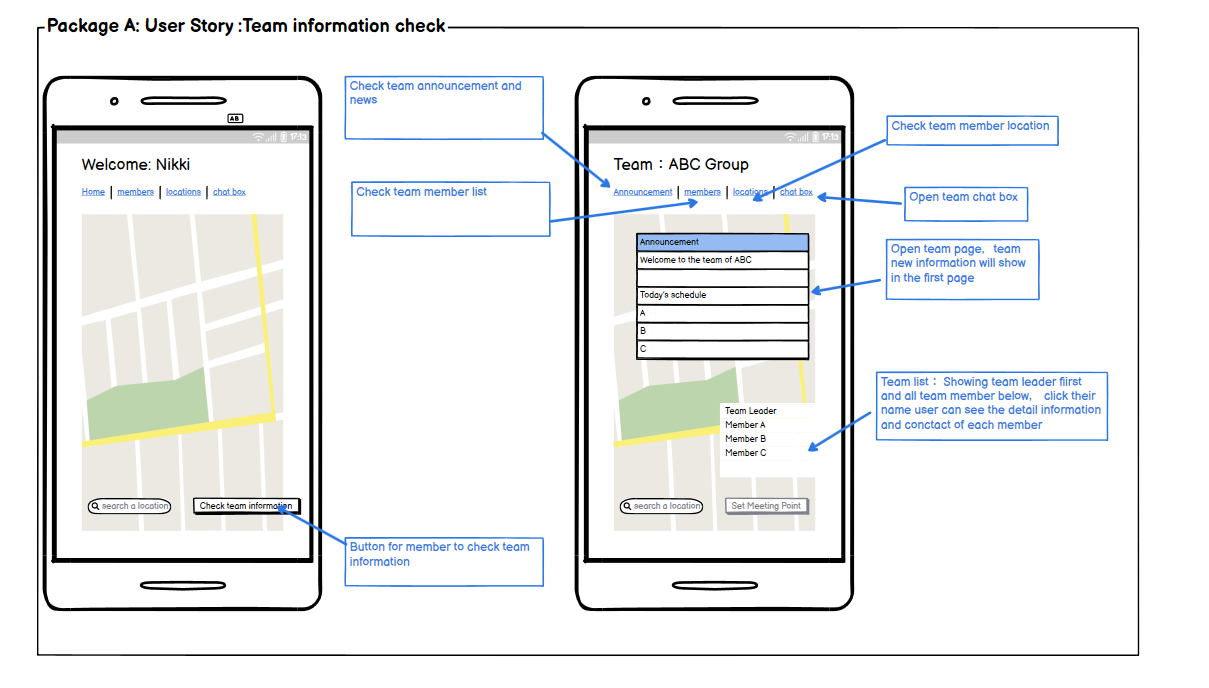 Package A: User Story :Team information check
AB
17:13
Welcome: Nikki
Home | members | locations | chat box
search a location
Check team information
Check team announcement and
news
Check team member list
Button for member to check team
information
17:13
Team : ABC Group
Announcement | members | locations | chat box
Announcement
Welcome to the team of ABC
Today's schedule
A
B
C
Team Leader
Member A
Member B
Member C
search a location
Set Meeting Point
Check team member location
Open team chat box
Open team page, team
new information will show
in the first page
Team list : Showing team leader first
and all team member below, click their
name user can see the detail information
and conctact of each member